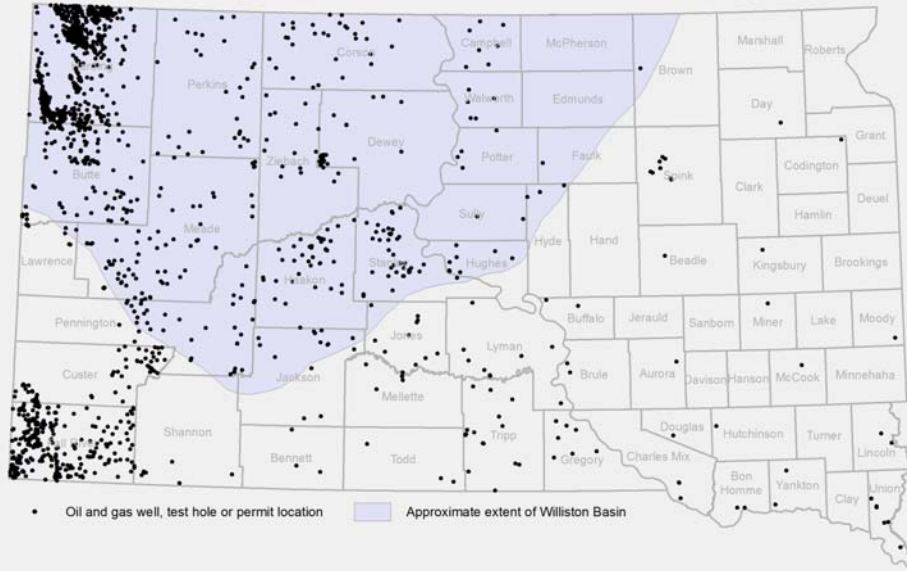 Campbell McPherson Marshall Roberts
Corson Brown
Harding Perkins
Walworth Edmunds Day
Dewey Grant
Ziebach Potter Faulk Spink Codington
Butte Clark Deuel
Meade Sully Hamlin
Hyde Hand
Lawrence Haakon Stanley Hughes Beadle Kingsbury Brookings
Pennington Jones Lyman Buffalo Jerauld Sanborn Miner Lake Moody
Custer Jackson Brule Aurora Davison Hanson McCook Minnehaha
Mellette
Fall River Shannon Tripp Douglas Hutchinson Turner
Bennett Todd Gregory Charles Mix Lincoln
Bon
Homme Yankton Clay Union
Oil and gas well, test hole or permit location Approximate extent of Williston Basin